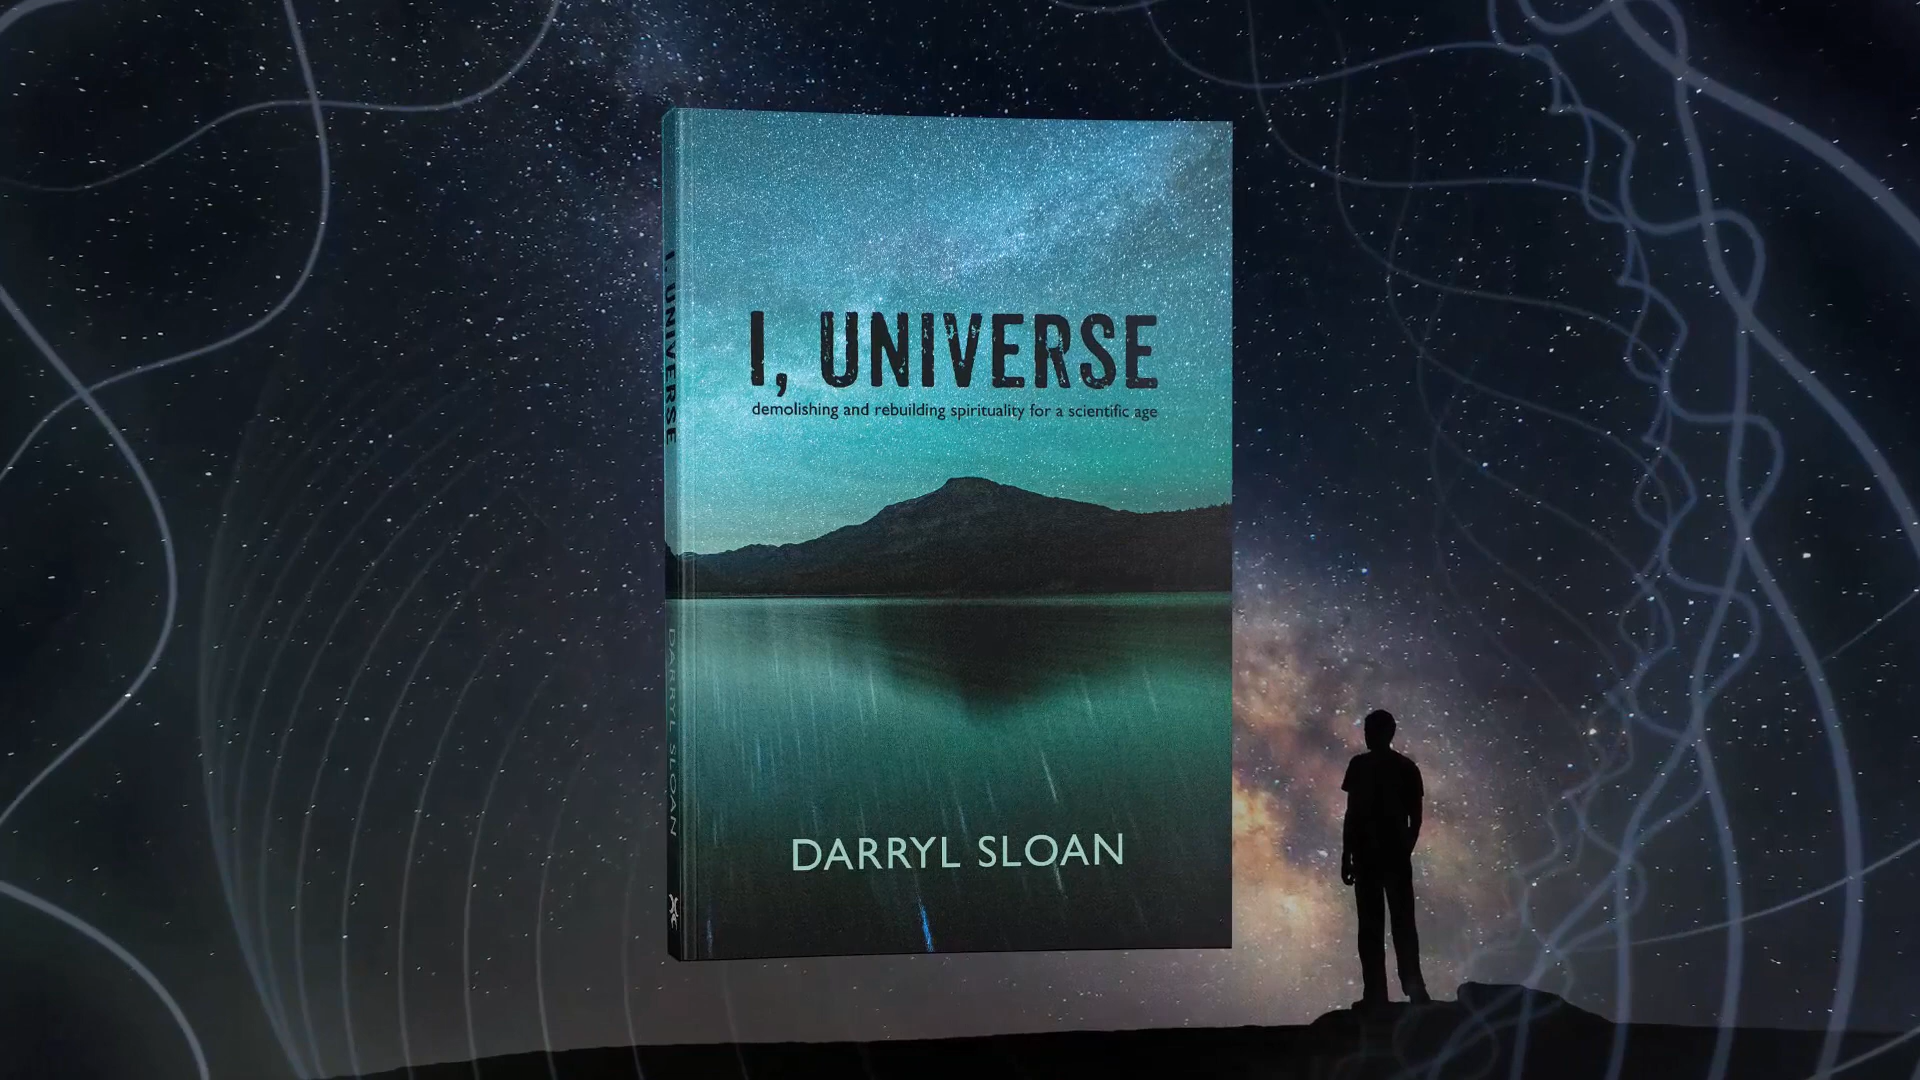 I, UNIVERSE
demolishing and rebuilding spirituality for a scientific age
DARRYL SLOAN
I, UNIVERSE
DARRYL SLOAN